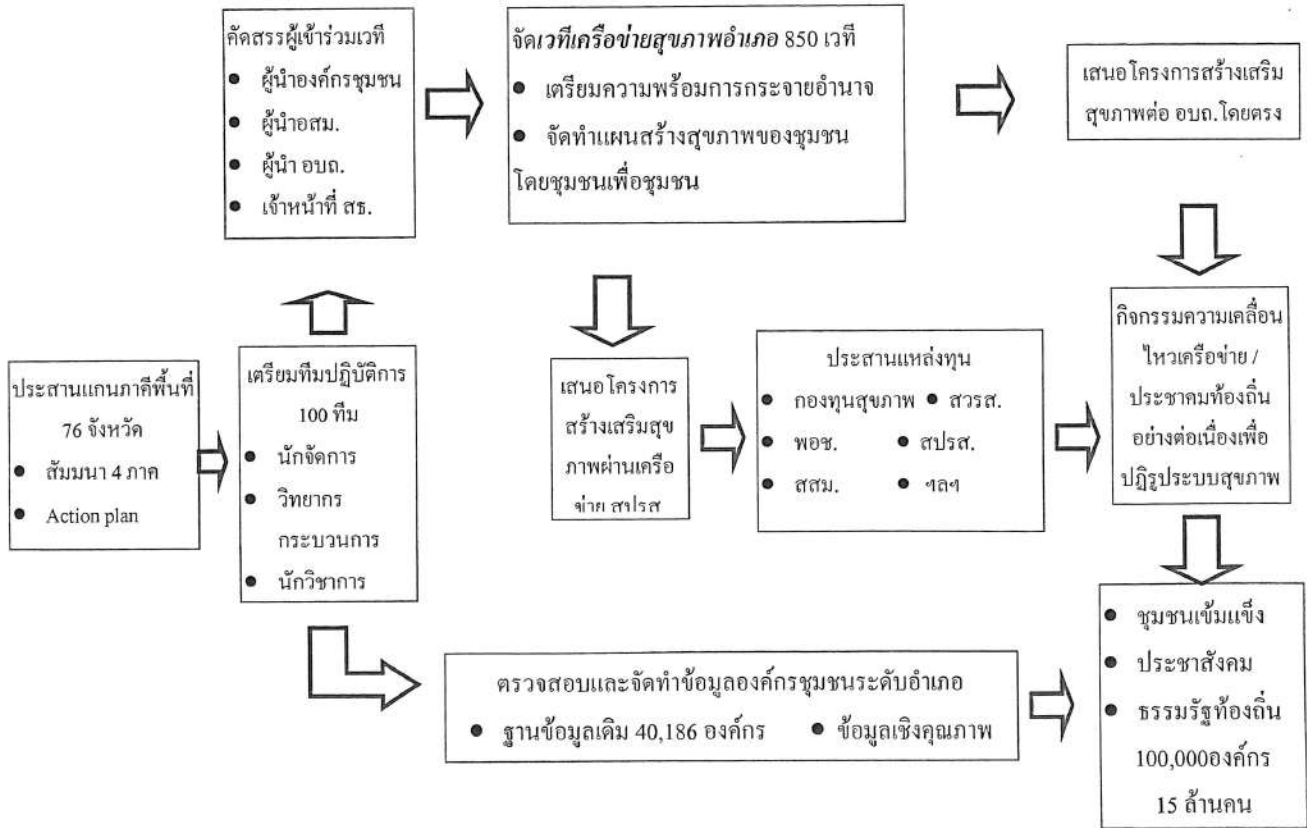 คัดสรรผู้เข้าร่วมเวที
● ผู้นำองค์กรชุมชน
● ผู้นำอสม.
● ผู้นำ อบถ.
● เจ้าหน้าที่ สธ.
จัดเวทีเครือข่ายสุขภาพอำเภอ 850 เวที
● เตรียมความพร้อมการกระจายอำนาจ
● จัดทำแผนสร้างสุขภาพของชุมชน
โดยชุมชนเพื่อชุมชน
เสนอโครงการสร้างเสริม
สุขภาพต่อ อบถ.โดยตรง
ประสานแกนภาคีพื้นที่
76 จังหวัด
● สัมมนา 4 ภาค
● Action plan
เตรียมทีมปฏิบัติการ
100 ทีม
● นักจัดการ
● วิทยากร
กระบวนการ
● นักวิชาการ
เสนอโครงการ
สร้างเสริมสุข
ภาพผ่านเครือ
ข่าย สปรส
ประสานแหล่งทุน
● กองทุนสุขภาพ ● สวรส.
● พอช. ● สปรส.
● สสม. ● ฯลฯ
กิจกรรมความเคลื่อน
ไหวเครือข่าย /
ประชาคมท้องถิ่น
อย่างต่อเนื่องเพื่อ
ปฏิรูประบบสุขภาพ
ตรวจสอบและจัดทำข้อมูลองค์กรชุมชนระดับอำเภอ
● ฐานข้อมูลเดิม 40,186 องค์กร ● ข้อมูลเชิงคุณภาพ
● ชุมชนเข้มแข็ง
● ประชาสังคม
● ธรรมรัฐท้องถิ่น
100,000องค์กร
15 ล้านคน